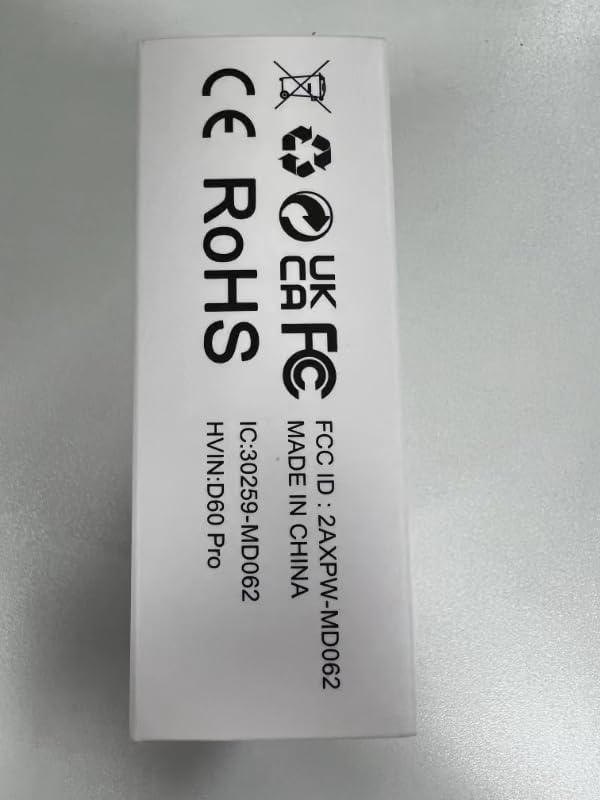 UK
CA
FC
CE RoHS
FCC ID : 2AXPW-MD062
MADE IN CHINA
IC:30259-MD062
HVIN:D60 Pro